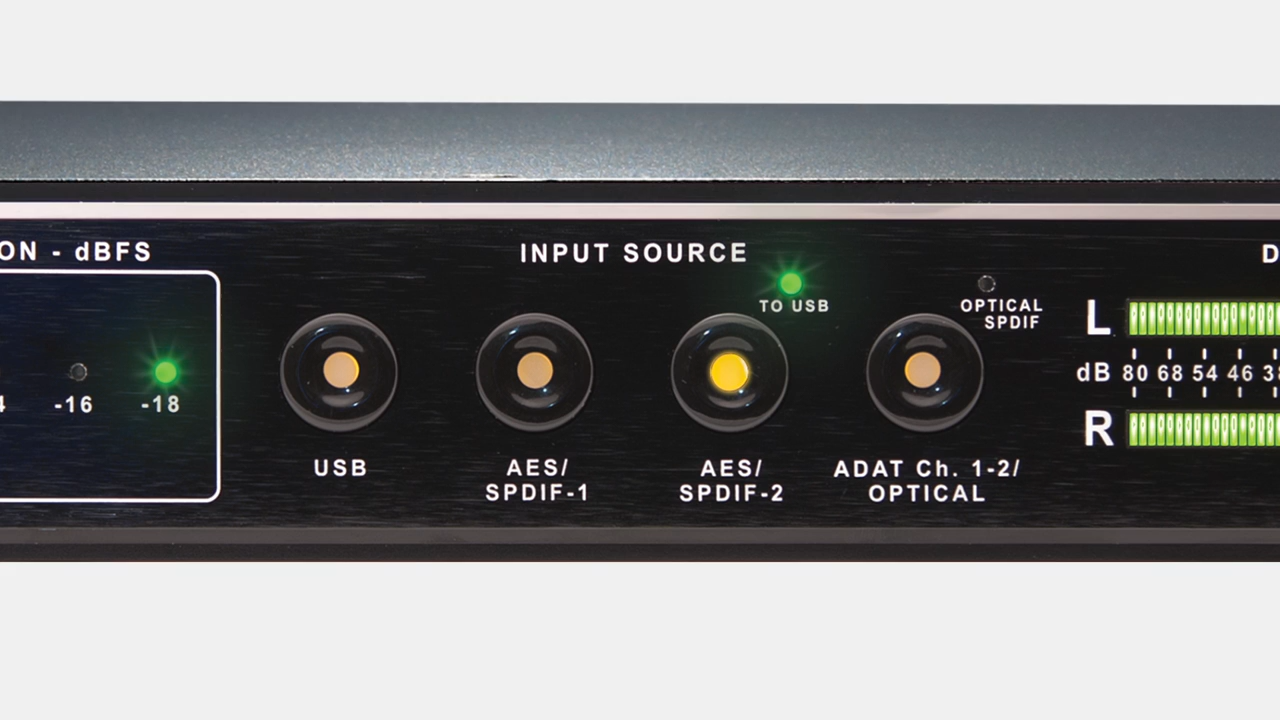 ON - dBFS
-16 -18
INPUT SOURCE
TO USB
OPTICAL
SPDIF
USB
AES/
SPDIF-1
AES/
SPDIF-2
ADAT Ch. 1-2/
OPTICAL
L
dB 80 68 54 46
R